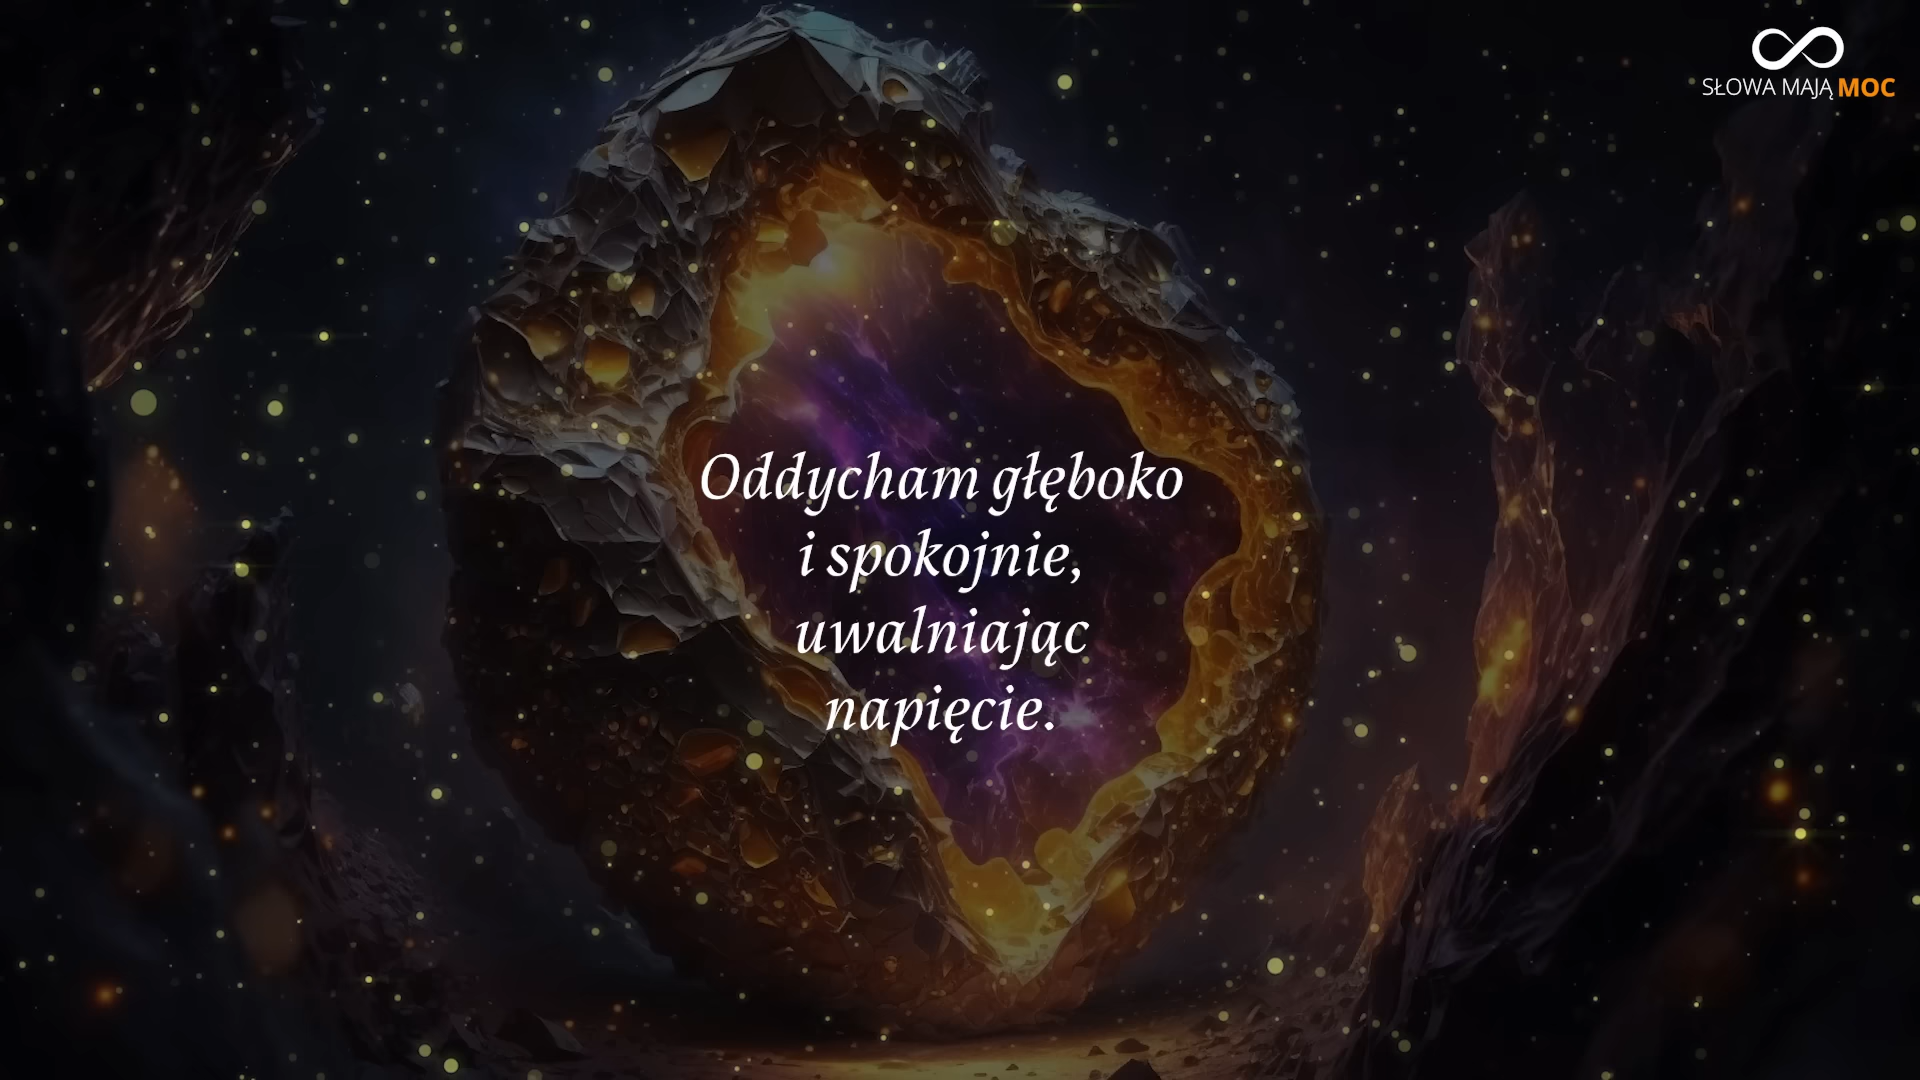 SŁOWA MAJĄ MOC
Oddycham głęboko
i spokojnie,
uwalniając
napięcie.